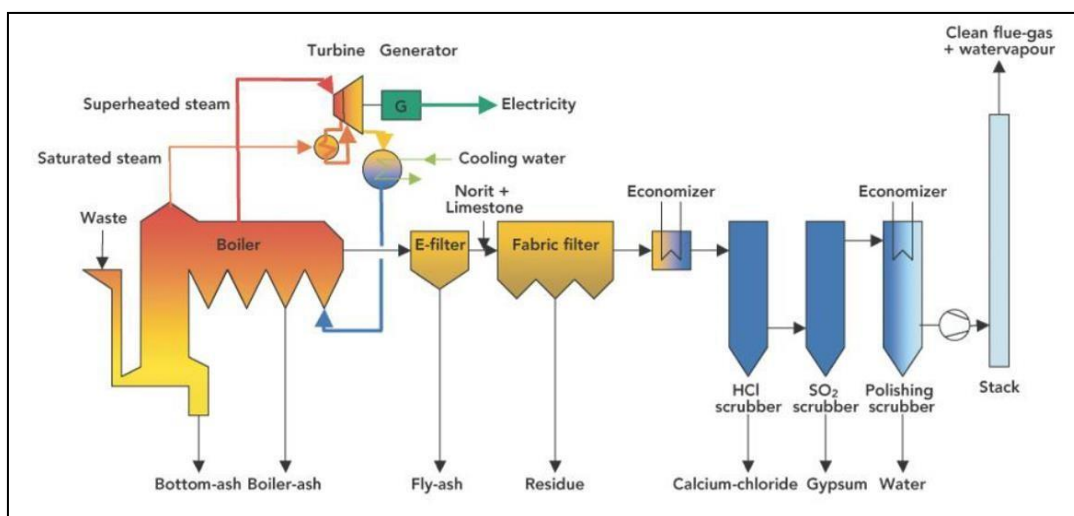 Clean flue-gas
+ watervapour
Turbine Generator
Superheated steam
G
Electricity
Saturated steam
Cooling water
Norit +
Limestone
Economizer
Economizer
Waste
Boiler
E-filter
Fabric filter
HCl
scrubber
SO₂
scrubber
Polishing
scrubber
Stack
Bottom-ash
Boiler-ash
Fly-ash
Residue
Calcium-chloride
Gypsum
Water